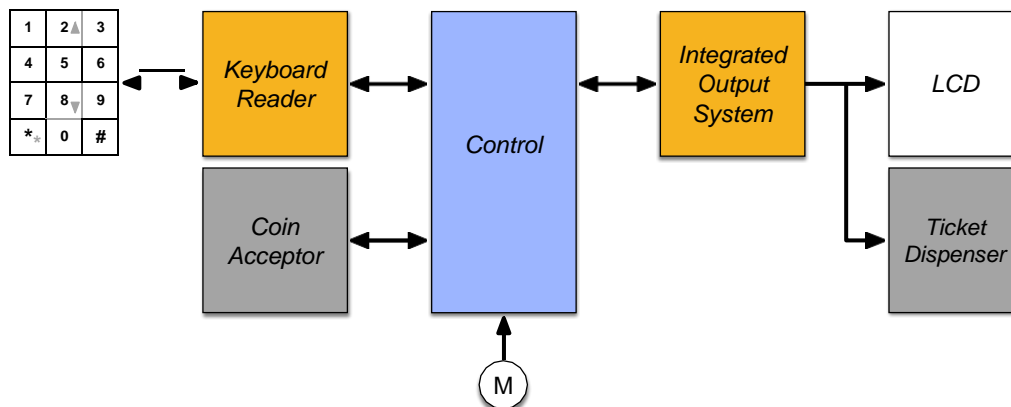 1 2 3
4 5 6
7 8 9
** 0 #
Keyboard
Reader
Coin
Acceptor
Control
M
Integrated
Output
System
LCD
Ticket
Dispenser